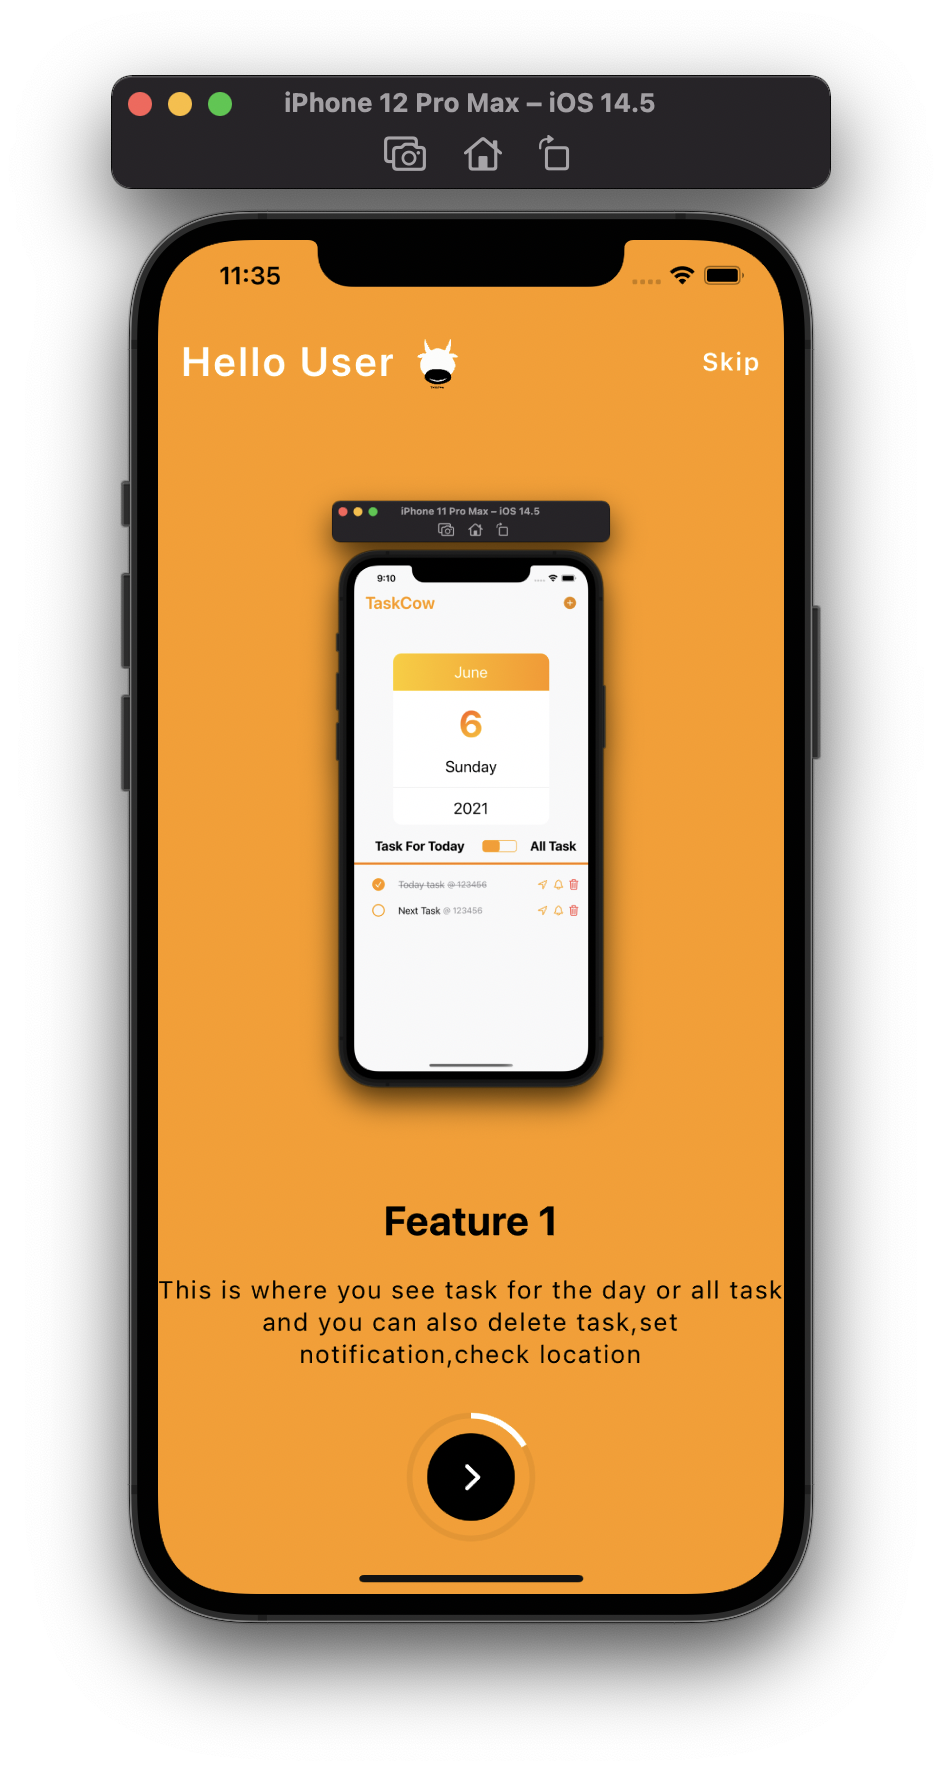 iPhone 12 Pro Max – iOS 14.5
11:35
Hello User
Skip
iPhone 11 Pro Max – iOS 14.5
9:10
TaskCow
June
6
Sunday
2021
Task For Today All Task
Today task @ 123456
Next Task @ 123456
Feature 1
This is where you see task for the day or all task
and you can also delete task,set
notification,check location